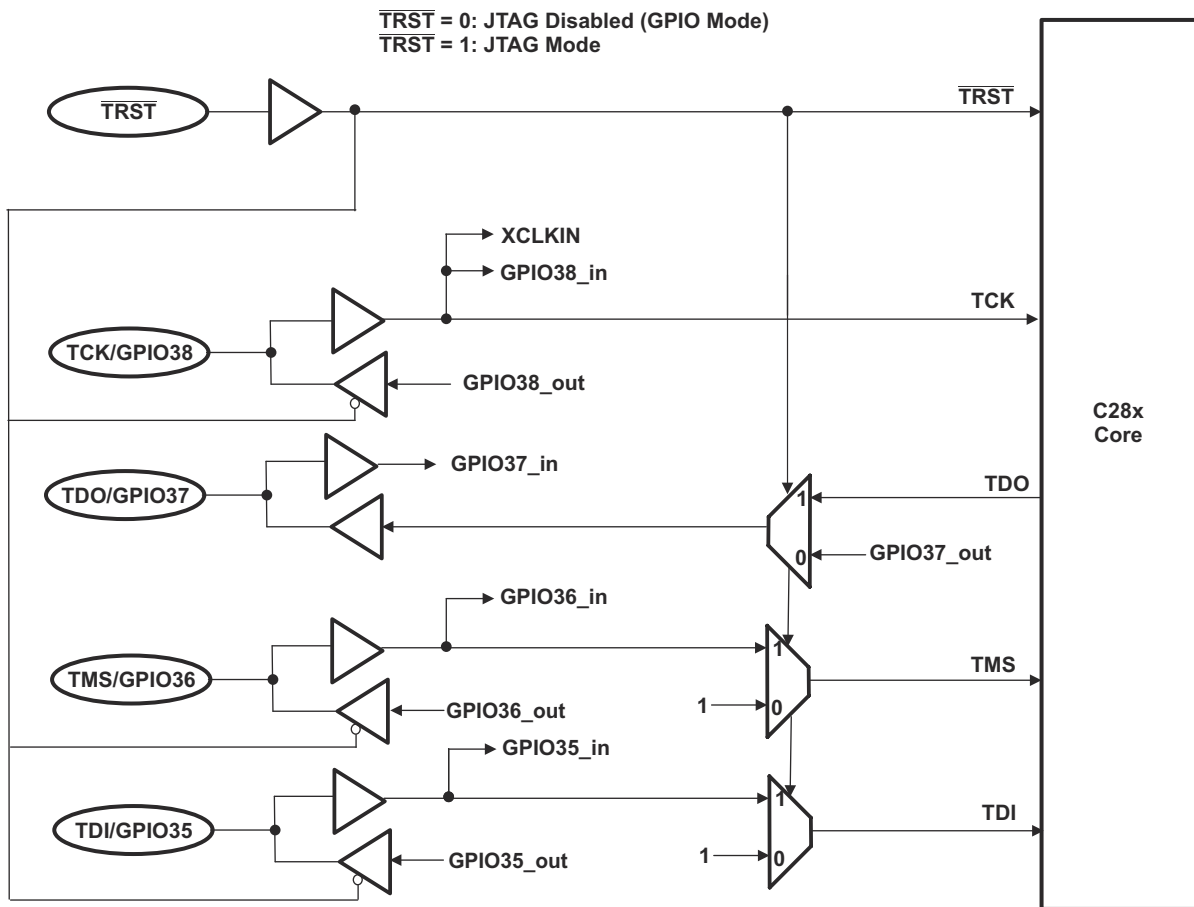 TRST = 0: JTAG Disabled (GPIO Mode)
TRST = 1: JTAG Mode
TRST
TRST
XCLKIN
GPIO38_in
TCK
TCK/GPIO38
GPIO38_out
C28x
Core
GPIO37_in
TDO/GPIO37
TDO
1
0
GPIO37_out
GPIO36_in
1
TMS/GPIO36
TMS
GPIO36_out
1
0
GPIO35_in
1
TDI/GPIO35
TDI
GPIO35_out
1
0